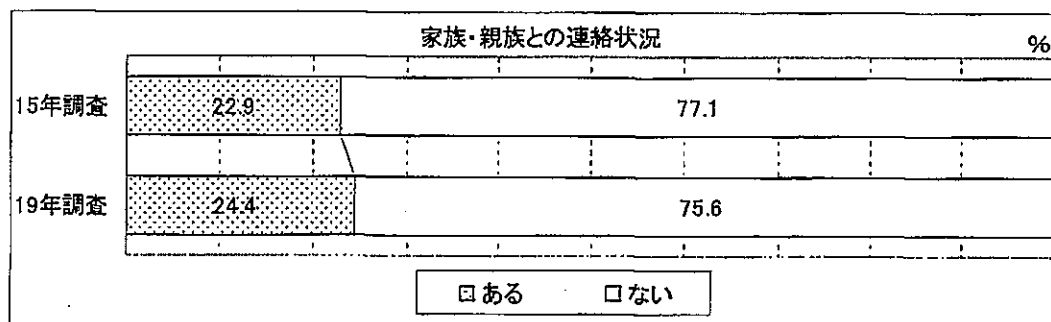 家族・親族との連絡状況
%
15年調査 22.9 77.1
19年調査 24.4 75.6
ある ない